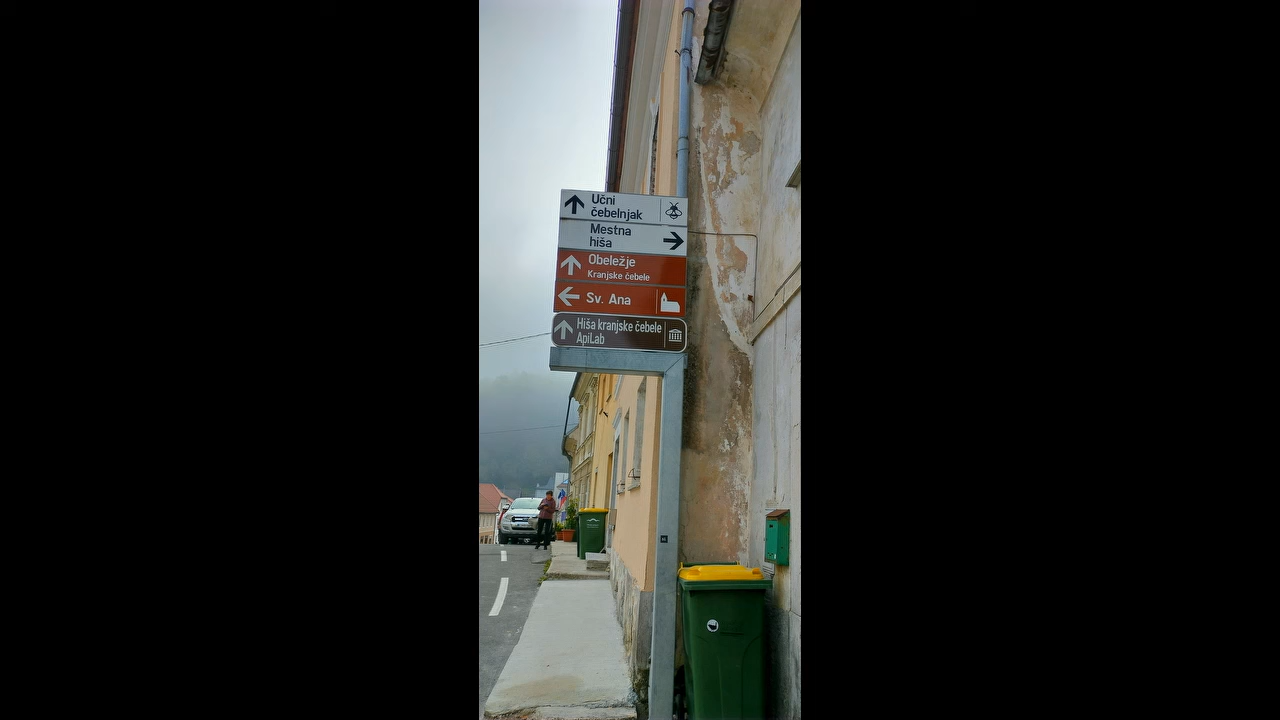 Učni
čebelnjak
Mestna
hiša
Obeležje
Kranjske čebele
Sv. Ana
Hiša kranjske čebele
ApiLab